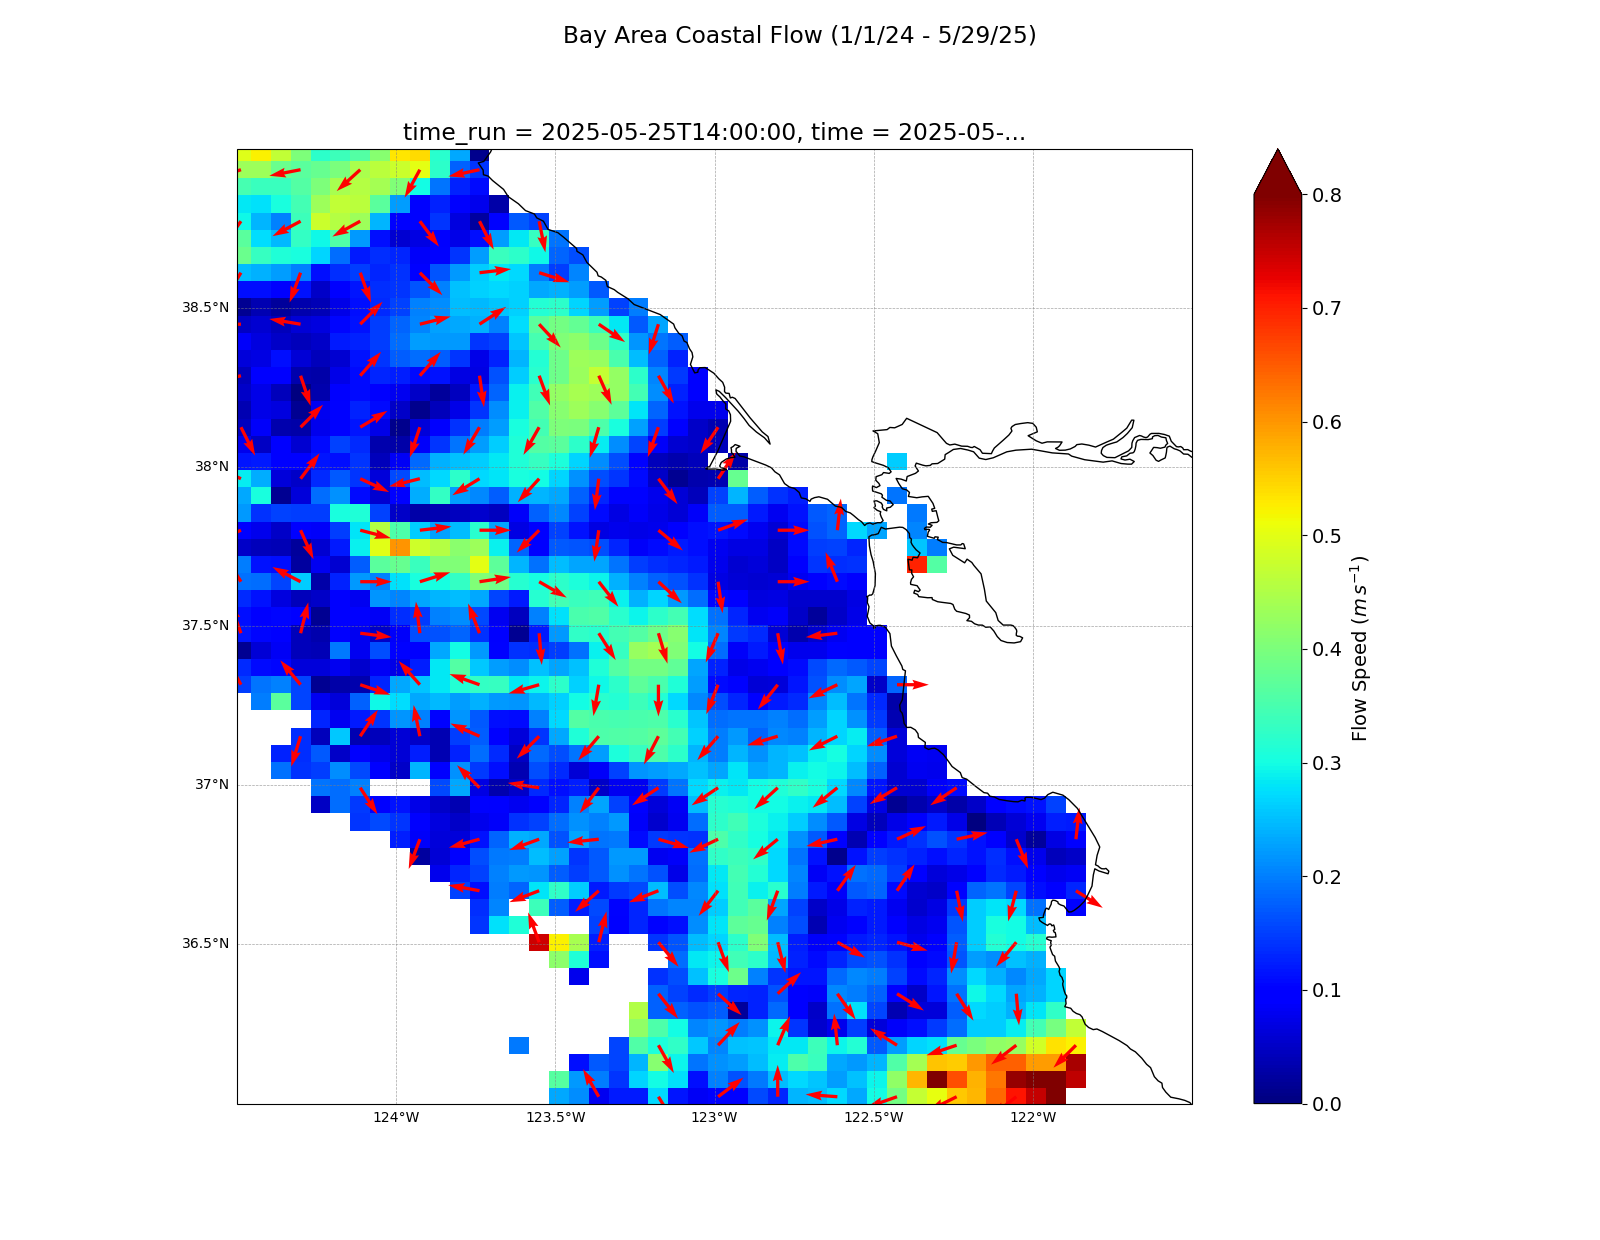 Bay Area Coastal Flow (1/1/24 - 5/29/25)
time_run = 2025-05-25T14:00:00, time = 2025-05-...
38.5°N
38°N
37.5°N
37°N
36.5°N
124°W
123.5°W
123°W
122.5°W
122°W
0.8
0.7
0.6
0.5
0.4
0.3
0.2
0.1
0.0
Flow Speed (m s⁻¹)